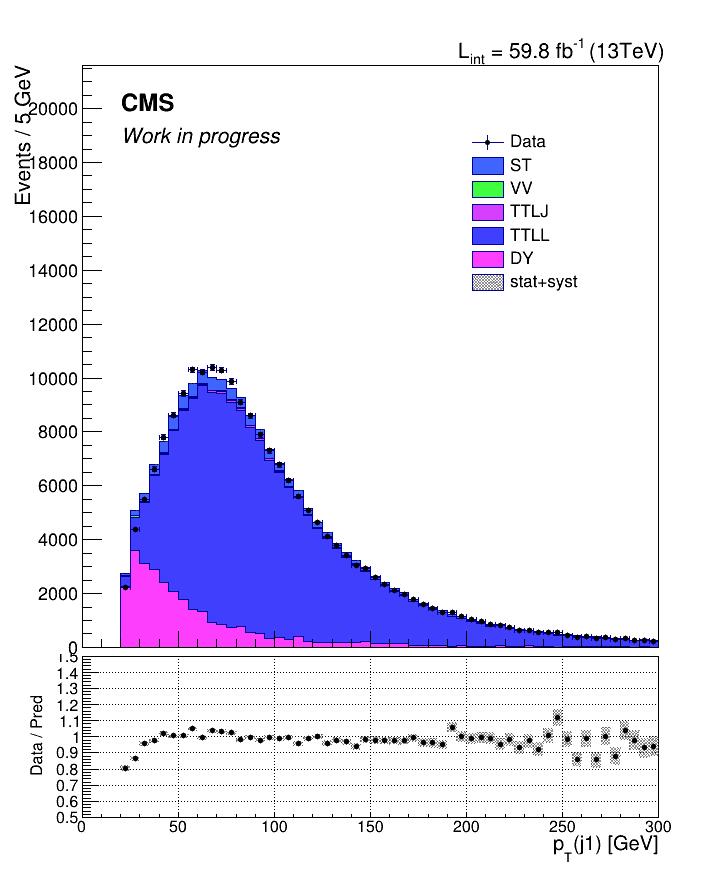 L_int = 59.8 fb^-1 (13TeV)
Events / 5 GeV
CMS
Work in progress
20000
18000
16000
14000
12000
10000
8000
6000
4000
2000
0
Data
ST
VV
TTLJ
TTLL
DY
stat+syst
Data / Pred
1.5
1.4
1.3
1.2
1.1
1
0.9
0.8
0.7
0.6
0.5
0 50 100 150 200 250 300
p_T(j1) [GeV]